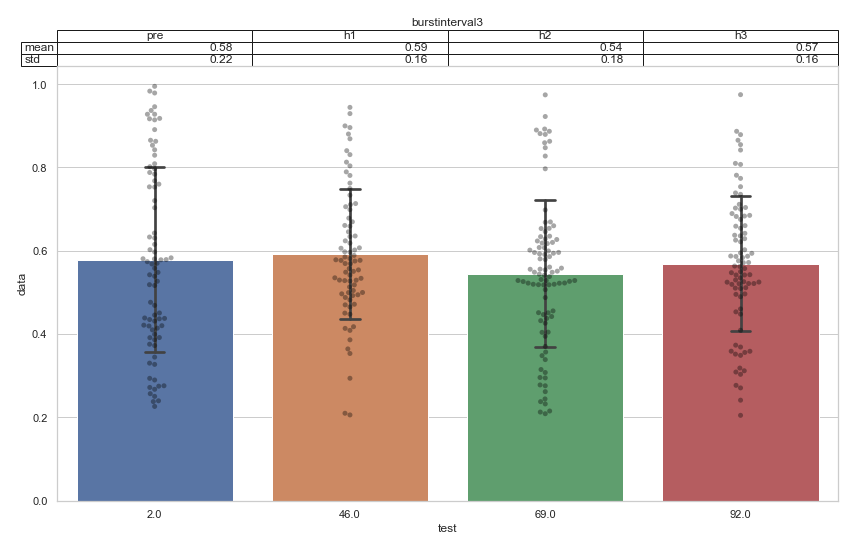 burstinterval3
pre h1 h2 h3
mean 0.58 0.59 0.54 0.57
std 0.22 0.16 0.18 0.16
1.0
0.8
0.6
0.4
0.2
0.0
data
2.0 46.0 69.0 92.0
test